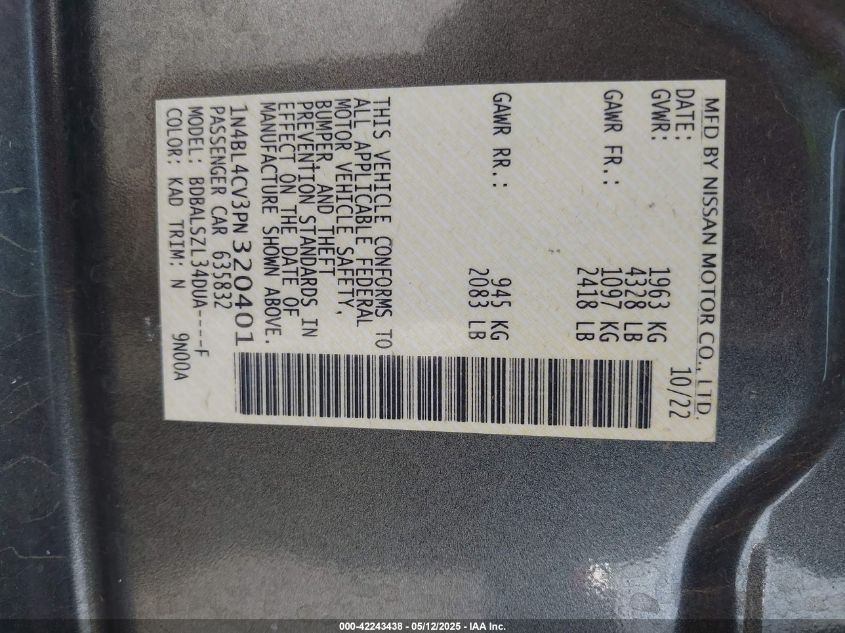 MFD BY NISSAN MOTOR CO., LTD.
DATE: 10/22
GVWR: 1963 KG
4328 LB
GAWR FR.: 1097 KG
2418 LB
GAWR RR.: 945 KG
2083 LB
THIS VEHICLE CONFORMS TO
ALL APPLICABLE FEDERAL
MOTOR VEHICLE SAFETY,
BUMPER, AND THEFT
PREVENTION STANDARDS IN
EFFECT ON THE DATE OF
MANUFACTURE SHOWN ABOVE.
1N4BL4CV3PN320401
PASSENGER CAR 635832
MODEL: BDBALSZL34DUA----F
COLOR: KAD TRIM: N 9N00A
000-42243438 - 05/12/2025 - IAA Inc.